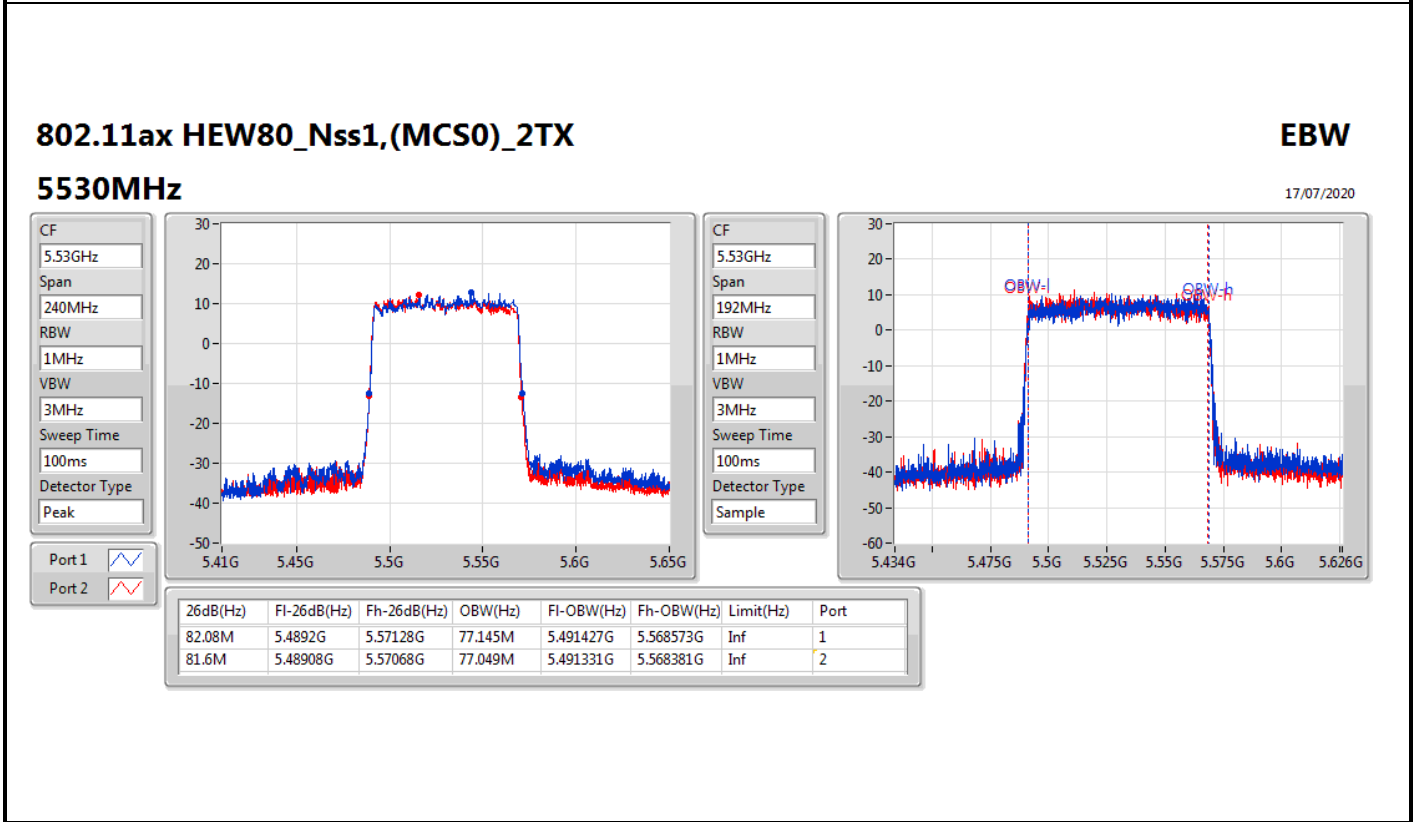 802.11ax HEW80_Nss1,(MCS0)_2TX EBW
5530MHz 17/07/2020
CF
5.53GHz
Span
240MHz
RBW
1MHz
VBW
3MHz
Sweep Time
100ms
Detector Type
Peak
Port 1
Port 2
30
20
10
0
-10
-20
-30
-40
-50
5.41G 5.45G 5.5G 5.55G 5.6G 5.65G
CF
5.53GHz
Span
192MHz
RBW
1MHz
VBW
3MHz
Sweep Time
100ms
Detector Type
Sample
30
20
10
0
-10
-20
-30
-40
-50
-60
OBW-l OBW-h
OBW-l OBW-h
5.434G 5.475G 5.5G 5.525G 5.55G 5.575G 5.6G 5.626G
26dB(Hz) Fl-26dB(Hz) Fh-26dB(Hz) OBW(Hz) Fl-OBW(Hz) Fh-OBW(Hz) Limit(Hz) Port
82.08M 5.4892G 5.57128G 77.145M 5.491427G 5.568573G Inf 1
81.6M 5.48908G 5.57068G 77.049M 5.491331G 5.568381G Inf 2